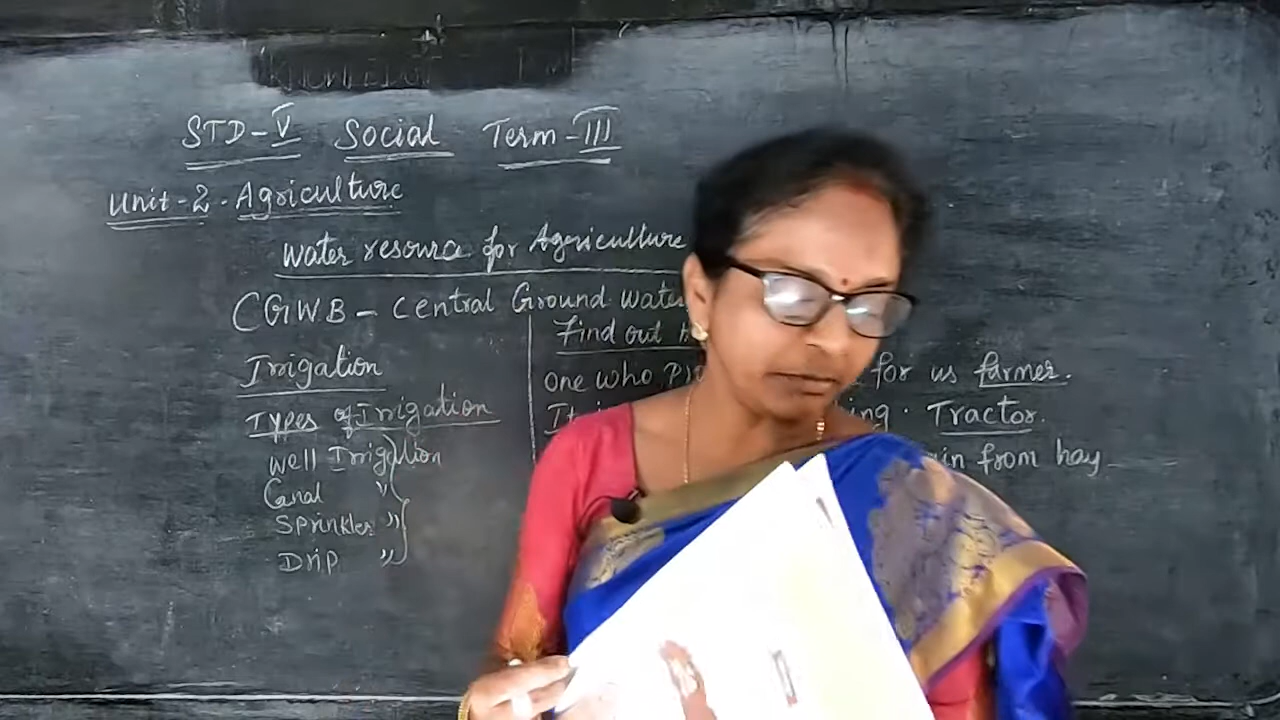 STD-V Social Term-III
Unit-2. Agriculture
Water resource for Agriculture
CGWB - Central Ground Water
Irrigation
Types of Irrigation
Well Irrigation
Canal "
Sprinkler "
Drip "
Find out
one who for us farmer.
Tractor.
from hay